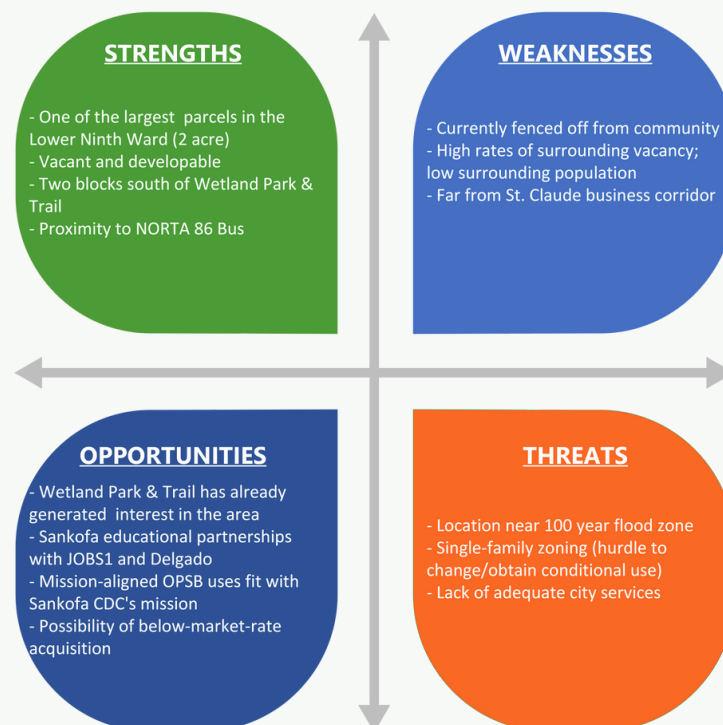 STRENGTHS
- One of the largest  parcels in the
Lower Ninth Ward (2 acre)
- Vacant and developable
- Two blocks south of Wetland Park &
Trail
- Proximity to NORTA 86 Bus
WEAKNESSES
- Currently fenced off from community
- High rates of surrounding vacancy;
low surrounding population
- Far from St. Claude business corridor
OPPORTUNITIES
- Wetland Park & Trail has already
generated  interest in the area
- Sankofa educational partnerships
with JOBS1 and Delgado
- Mission-aligned OPSB uses fit with
Sankofa CDC's mission
- Possibility of below-market-rate
acquisition
THREATS
- Location near 100 year flood zone
- Single-family zoning (hurdle to
change/obtain conditional use)
- Lack of adequate city services